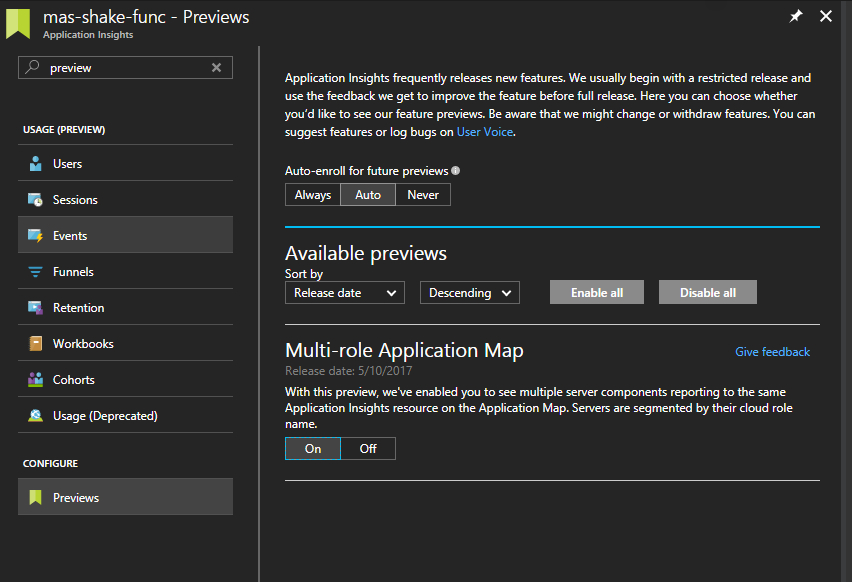 mas-shake-func - Previews
Application Insights
preview
USAGE (PREVIEW)
Users
Sessions
Events
Funnels
Retention
Workbooks
Cohorts
Usage (Deprecated)
CONFIGURE
Previews
Application Insights frequently releases new features. We usually begin with a restricted release and
use the feedback we get to improve the feature before full release. Here you can choose whether
you'd like to see our feature previews. Be aware that we might change or withdraw features. You can
suggest features or log bugs on User Voice.
Auto-enroll for future previews
Always Auto Never
Available previews
Sort by
Release date Descending Enable all Disable all
Multi-role Application Map Give feedback
Release date: 5/10/2017
With this preview, we've enabled you to see multiple server components reporting to the same
Application Insights resource on the Application Map. Servers are segmented by their cloud role
name.
On Off